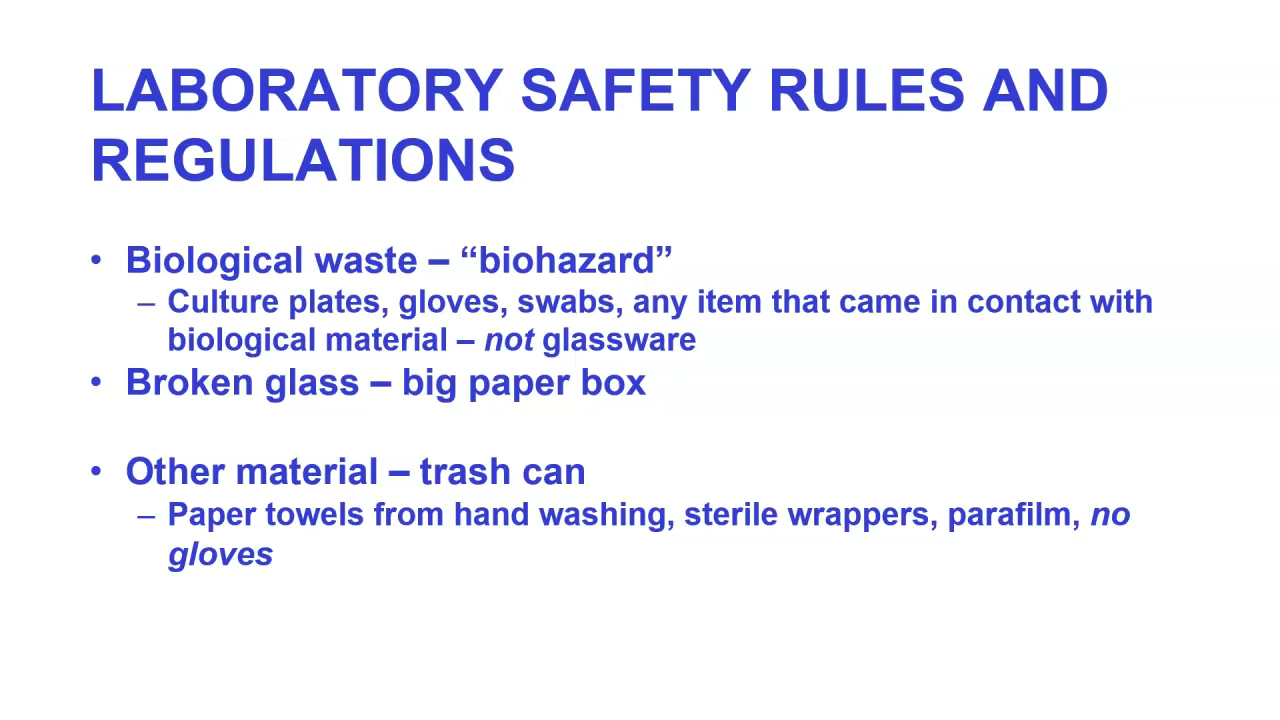 LABORATORY SAFETY RULES AND
REGULATIONS
• Biological waste – “biohazard”
– Culture plates, gloves, swabs, any item that came in contact with
biological material – not glassware
• Broken glass – big paper box
• Other material – trash can
– Paper towels from hand washing, sterile wrappers, parafilm, no
gloves